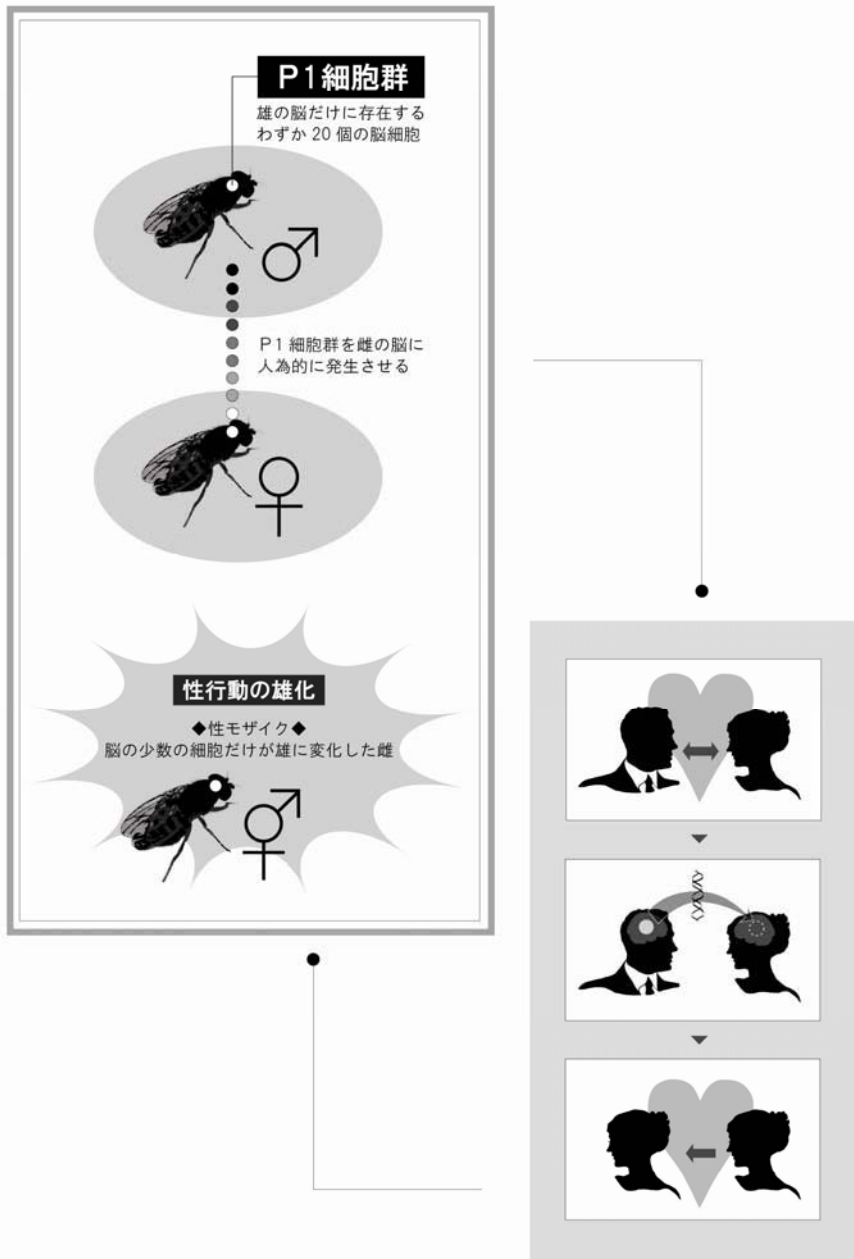 P1細胞群
雄の脳だけに存在する
わずか 20 個の脳細胞
P1 細胞群を雌の脳に
人為的に発生させる
性行動の雄化
◆性モザイク◆
脳の少数の細胞だけが雄に変化した雌